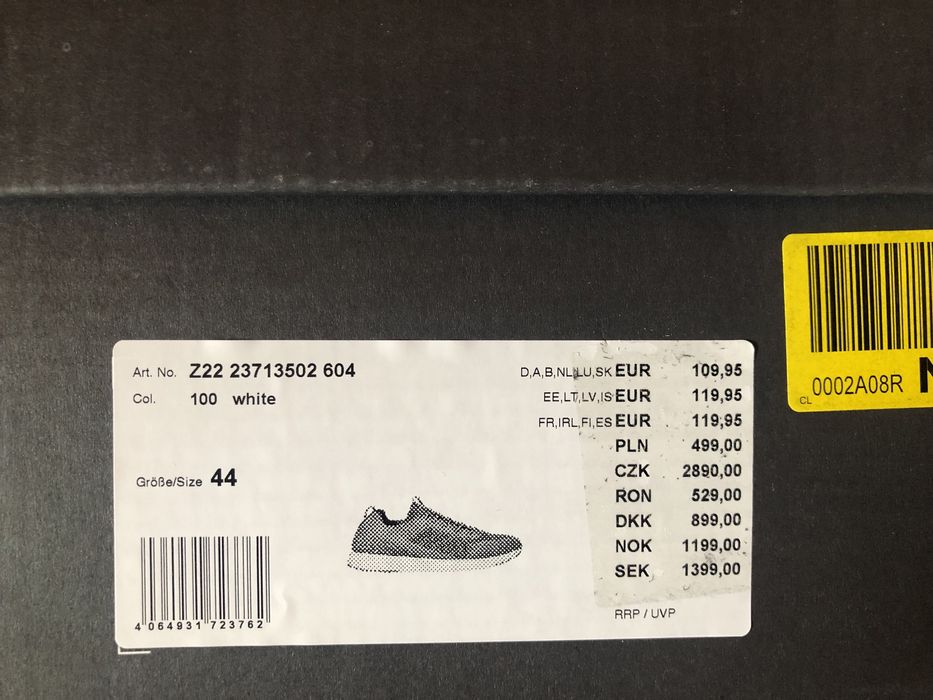 Art. No. Z22 23713502 604
Col. 100 white
Größe/Size 44
4 064931 723762
D,A,B,NL,LU,SK EUR 109,95
EE,LT,LV,IS EUR 119,95
FR,IRL,FI,ES EUR 119,95
PLN 499,00
CZK 2890,00
RON 529,00
DKK 899,00
NOK 1199,00
SEK 1399,00
RRP / UVP
CL 0002A08R